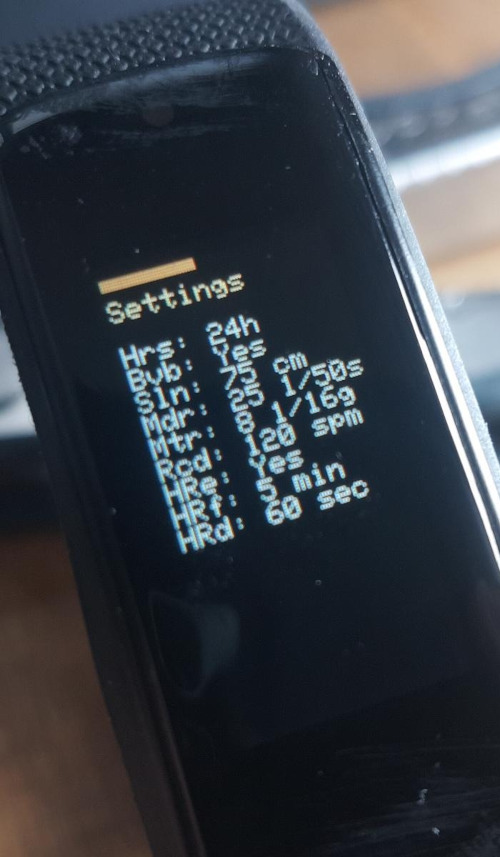 Settings
Hrs: 24h
Bvb: Yes
Sln: 75 cm
Mdr: 25 1/50s
Mtr: 8 1/16g
Rcd: 120 spm
HRe: Yes
HRf: 5 min
HRd: 60 sec